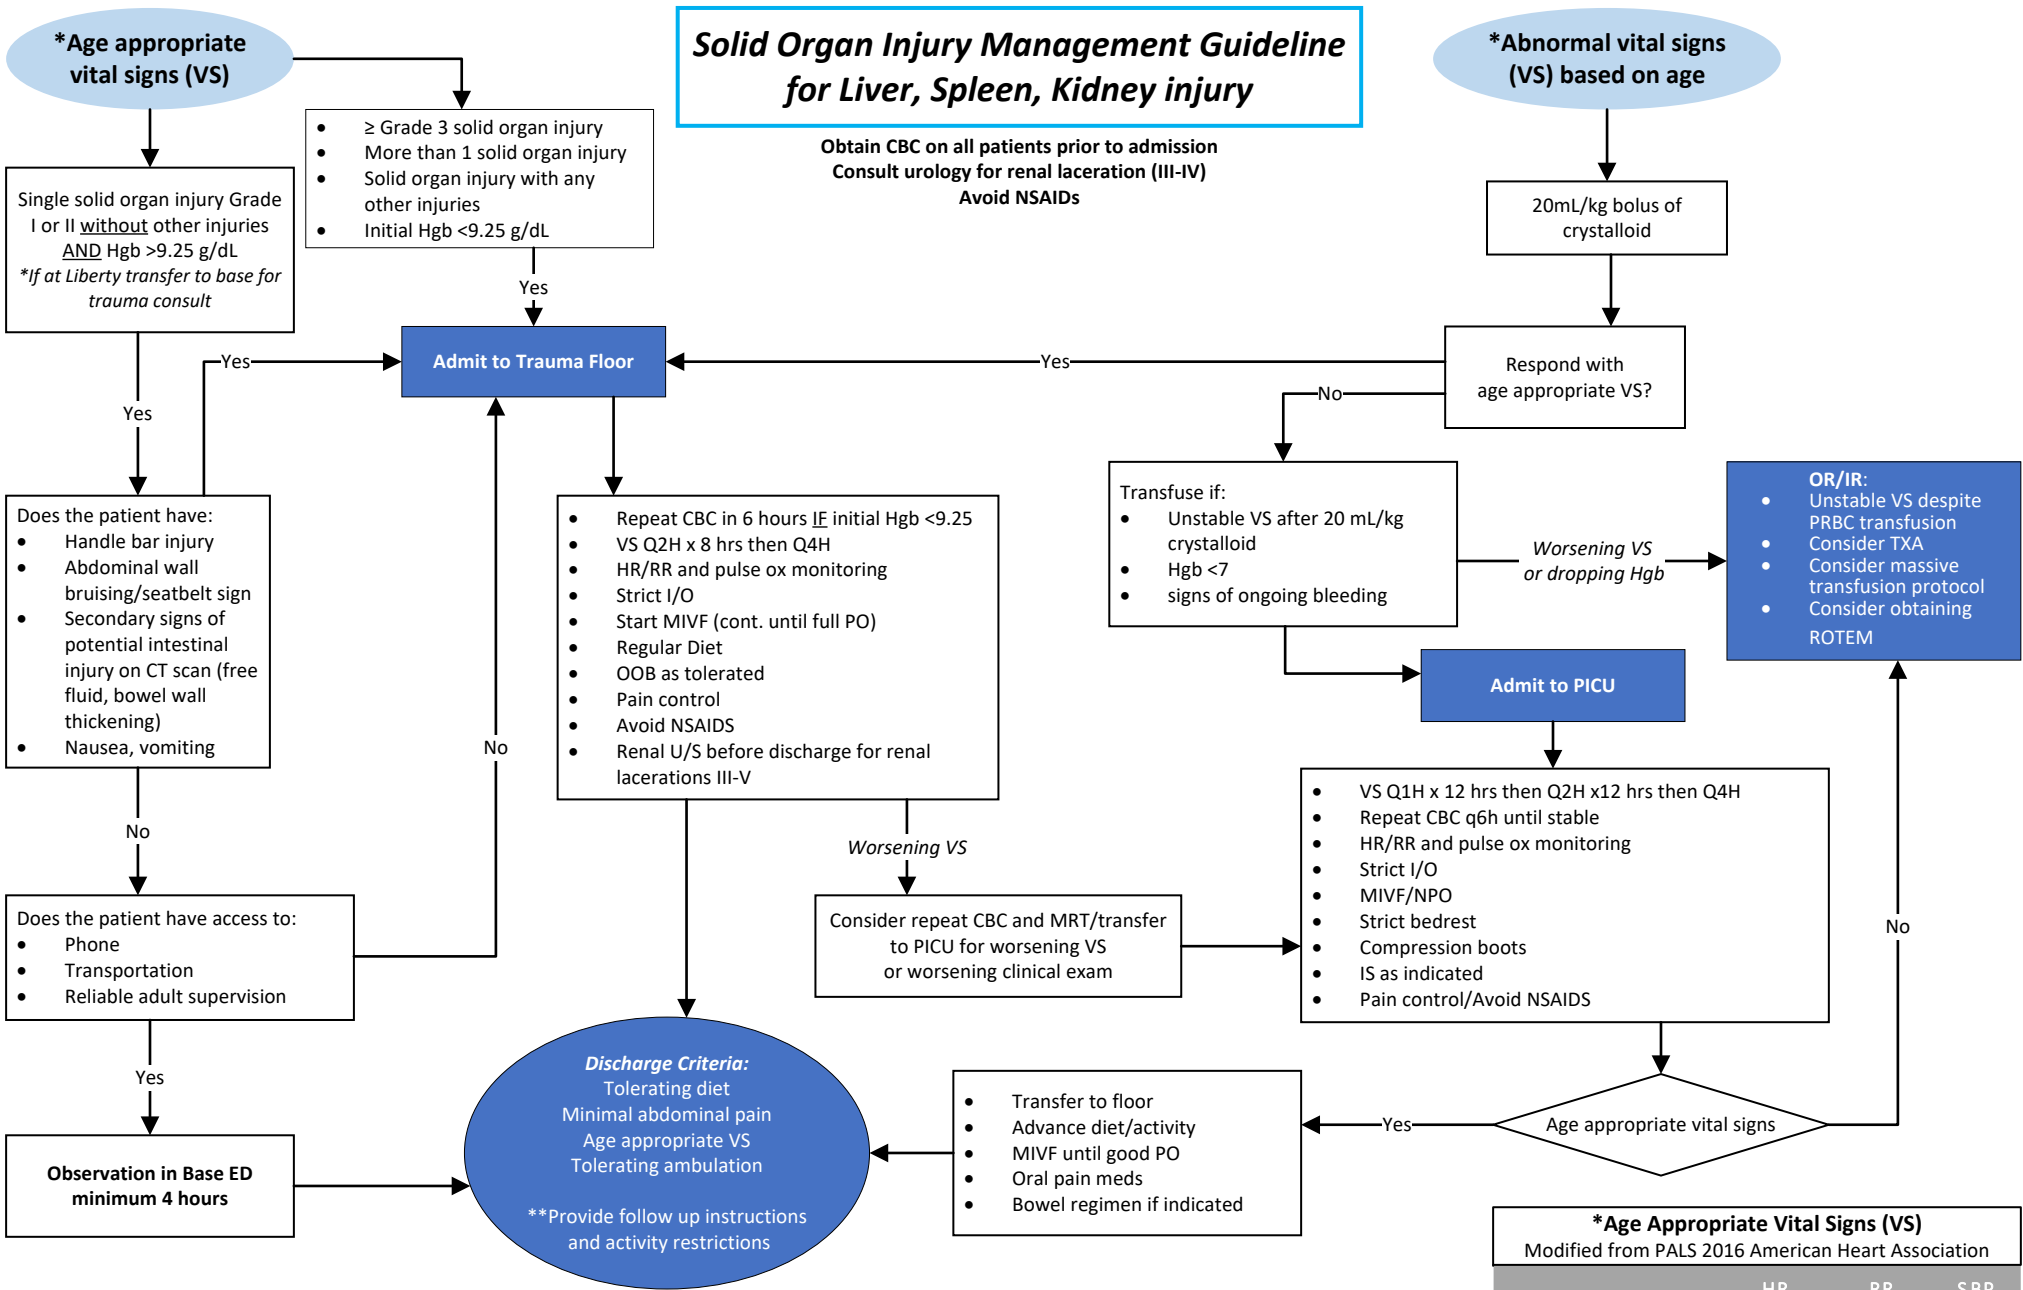 *Age appropriate
vital signs (VS)
Solid Organ Injury Management Guideline
for Liver, Spleen, Kidney injury
*Abnormal vital signs
(VS) based on age
Obtain CBC on all patients prior to admission
Consult urology for renal laceration (III-IV)
Avoid NSAIDs
• ≥ Grade 3 solid organ injury
• More than 1 solid organ injury
• Solid organ injury with any
other injuries
• Initial Hgb <9.25 g/dL
Single solid organ injury Grade
I or II without other injuries
AND Hgb >9.25 g/dL
*If at Liberty transfer to base for
trauma consult
20mL/kg bolus of
crystalloid
Yes
Yes
Admit to Trauma Floor
Yes
Respond with
age appropriate VS?
No
Yes
Does the patient have:
• Handle bar injury
• Abdominal wall
bruising/seatbelt sign
• Secondary signs of
potential intestinal
injury on CT scan (free
fluid, bowel wall
thickening)
• Nausea, vomiting
No
• Repeat CBC in 6 hours IF initial Hgb <9.25
• VS Q2H x 8 hrs then Q4H
• HR/RR and pulse ox monitoring
• Strict I/O
• Start MIVF (cont. until full PO)
• Regular Diet
• OOB as tolerated
• Pain control
• Avoid NSAIDS
• Renal U/S before discharge for renal
lacerations III-V
Transfuse if:
• Unstable VS after 20 mL/kg
crystalloid
• Hgb <7
• signs of ongoing bleeding
Worsening VS
or dropping Hgb
OR/IR:
• Unstable VS despite
PRBC transfusion
• Consider TXA
• Consider massive
transfusion protocol
• Consider obtaining
ROTEM
Admit to PICU
No
Worsening VS
• VS Q1H x 12 hrs then Q2H x12 hrs then Q4H
• Repeat CBC q6h until stable
• HR/RR and pulse ox monitoring
• Strict I/O
• MIVF/NPO
• Strict bedrest
• Compression boots
• IS as indicated
• Pain control/Avoid NSAIDS
No
Does the patient have access to:
• Phone
• Transportation
• Reliable adult supervision
Consider repeat CBC and MRT/transfer
to PICU for worsening VS
or worsening clinical exam
Yes
Discharge Criteria:
Tolerating diet
Minimal abdominal pain
Age appropriate VS
Tolerating ambulation
**Provide follow up instructions
and activity restrictions
• Transfer to floor
• Advance diet/activity
• MIVF until good PO
• Oral pain meds
• Bowel regimen if indicated
Yes
Age appropriate vital signs
Observation in Base ED
minimum 4 hours
*Age Appropriate Vital Signs (VS)
Modified from PALS 2016 American Heart Association
HR RR SBP